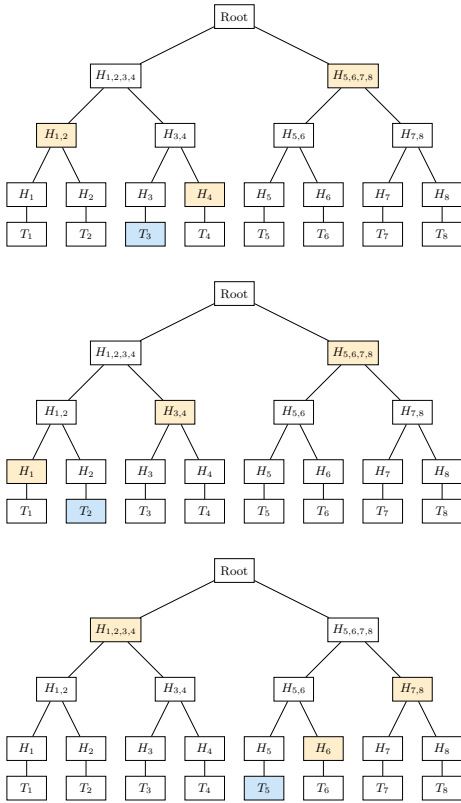 Root
H₁,₂,₃,₄ H₅,₆,₇,₈
H₁,₂ H₃,₄ H₅,₆ H₇,₈
H₁ H₂ H₃ H₄ H₅ H₆ H₇ H₈
T₁ T₂ T₃ T₄ T₅ T₆ T₇ T₈
Root
H₁,₂,₃,₄ H₅,₆,₇,₈
H₁,₂ H₃,₄ H₅,₆ H₇,₈
H₁ H₂ H₃ H₄ H₅ H₆ H₇ H₈
T₁ T₂ T₃ T₄ T₅ T₆ T₇ T₈
Root
H₁,₂,₃,₄ H₅,₆,₇,₈
H₁,₂ H₃,₄ H₅,₆ H₇,₈
H₁ H₂ H₃ H₄ H₅ H₆ H₇ H₈
T₁ T₂ T₃ T₄ T₅ T₆ T₇ T₈